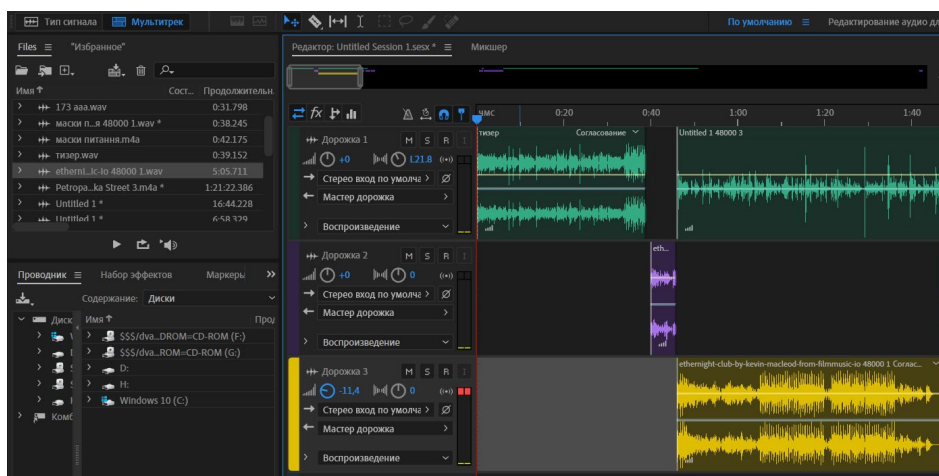 Тип сигнала Мультитрек По умолчанию Редактирование аудио дл
Files "Избранное"
Имя Сост... Продолжительн
173 aaa.wav 0:31.798
маски п...я 48000 1.wav * 0:38.245
маски питания.m4a 0:42.175
тизер.wav 0:39.152
etherni...ic-io 48000 1.wav 5:05.711
Petropa...ka Street 3.m4a * 1:21:22.386
Untitled 1 * 16:44.228
Untitled 1 * 6:58.329
Проводник Набор эффектов Маркеры
Содержание: Диски
Диск Имя Прод
$$$/dva...DROM=CD-ROM (F:)
$$$/dva...ROM=CD-ROM (G:)
D:
H:
Windows 10 (C:)
Комб
Редактор: Untitled Session 1.sesx * Микшер
чмс 0:20 0:40 1:00 1:20 1:40
Дорожка 1 M S R I
+0 L21.8
Стерео вход по умолча
Мастер дорожка
Воспроизведение
тизер Согласование
Untitled 1 48000 3
Дорожка 2 M S R I
+0 0
Стерео вход по умолча
Мастер дорожка
Воспроизведение
eth...
Дорожка 3 M S R I
-11,4 0
Стерео вход по умолча
Мастер дорожка
Воспроизведение
ethernight-club-by-kevin-macleod-from-filmmusic-io 48000 1 Соглас...